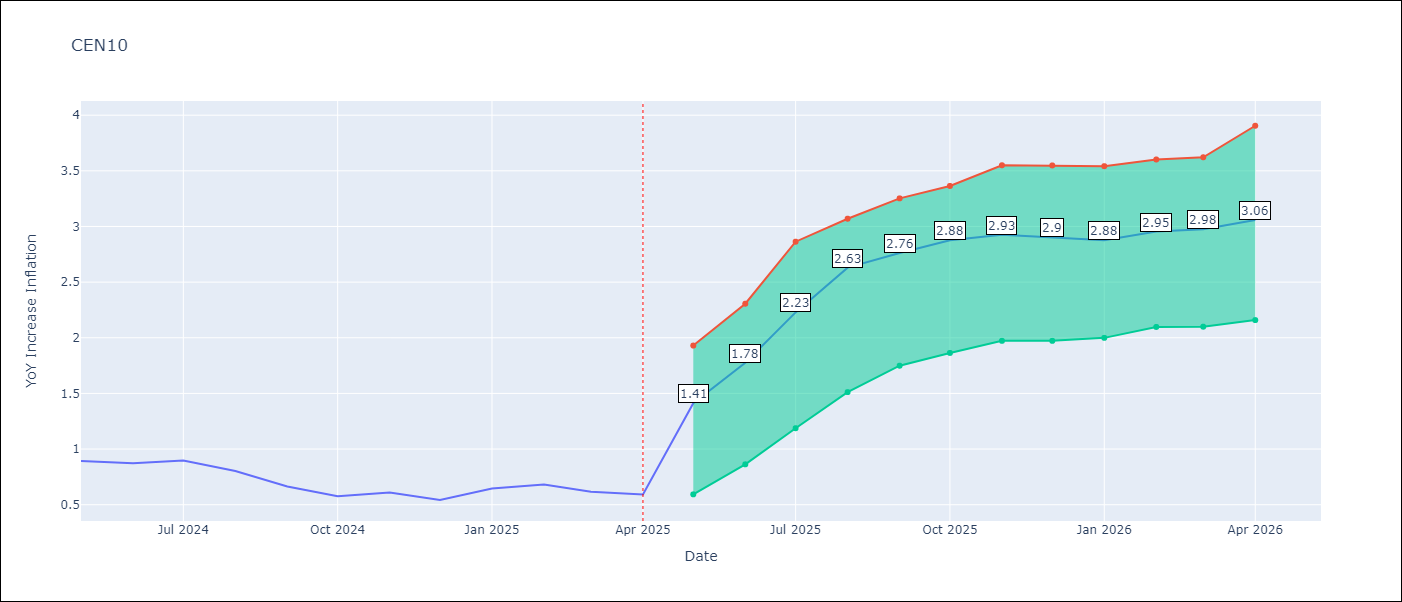 CEN10
YoY Increase Inflation
4
3.5
3
2.5
2
1.5
1
0.5
1.41
1.78
2.23
2.63
2.76
2.88
2.93
2.9
2.88
2.95
2.98
3.06
Jul 2024
Oct 2024
Jan 2025
Apr 2025
Jul 2025
Oct 2025
Jan 2026
Apr 2026
Date